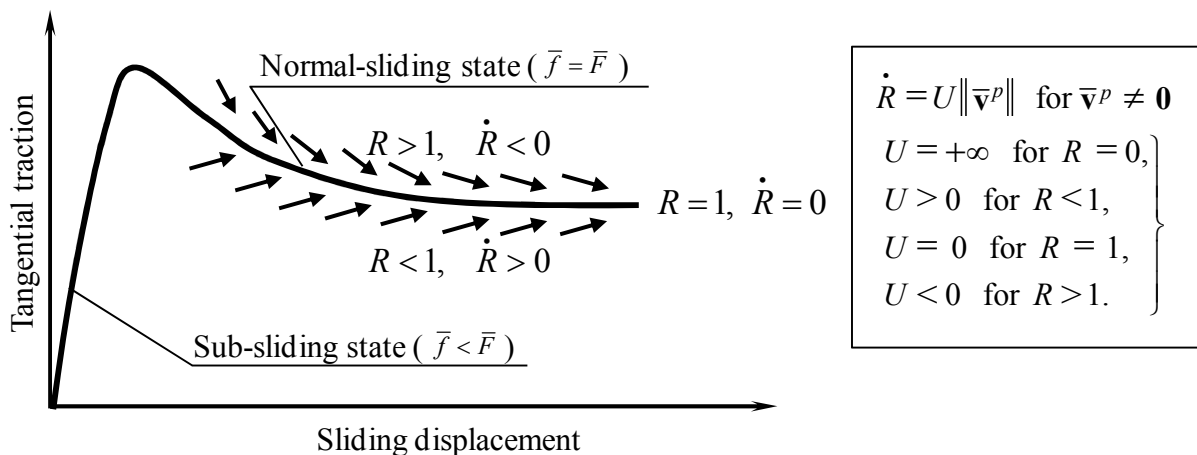 Tangential traction
Normal-sliding state ( f̄ = F̄ )
R > 1, Ṙ < 0
R = 1, Ṙ = 0
R < 1, Ṙ > 0
Sub-sliding state ( f̄ < F̄ )
Sliding displacement
Ṙ = U‖v̄ᵖ‖ for v̄ᵖ ≠ 0
U = +∞ for R = 0,
U > 0 for R < 1,
U = 0 for R = 1,
U < 0 for R > 1.